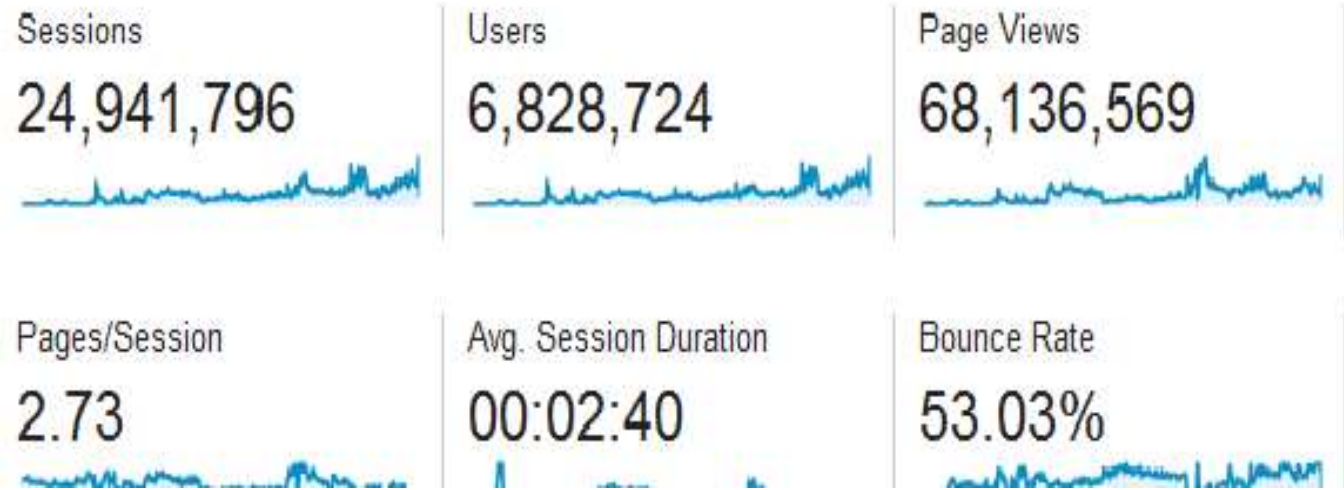 Sessions
Users
Page Views
24,941,796
6,828,724
68,136,569
Pages/Session
Avg. Session Duration
Bounce Rate
2.73
00:02:40
53.03%